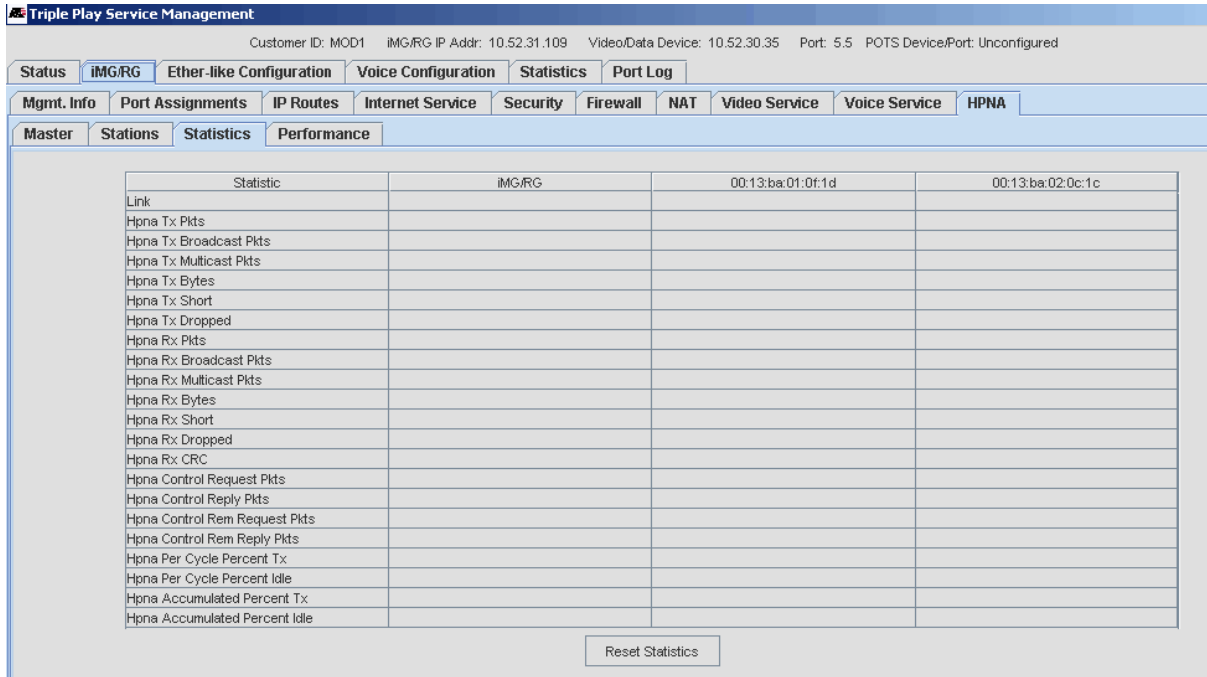 Triple Play Service Management
Customer ID: MOD1 iMG/RG IP Addr: 10.52.31.109 Video/Data Device: 10.52.30.35 Port: 5.5 POTS Device/Port: Unconfigured
Status iMG/RG Ether-like Configuration Voice Configuration Statistics Port Log
Mgmt. Info Port Assignments IP Routes Internet Service Security Firewall NAT Video Service Voice Service HPNA
Master Stations Statistics Performance
Statistic iMG/RG 00:13:ba:01:0f:1d 00:13:ba:02:0c:1c
Link
Hpna Tx Pkts
Hpna Tx Broadcast Pkts
Hpna Tx Multicast Pkts
Hpna Tx Bytes
Hpna Tx Short
Hpna Tx Dropped
Hpna Rx Pkts
Hpna Rx Broadcast Pkts
Hpna Rx Multicast Pkts
Hpna Rx Bytes
Hpna Rx Short
Hpna Rx Dropped
Hpna Rx CRC
Hpna Control Request Pkts
Hpna Control Reply Pkts
Hpna Control Rem Request Pkts
Hpna Control Rem Reply Pkts
Hpna Per Cycle Percent Tx
Hpna Per Cycle Percent Idle
Hpna Accumulated Percent Tx
Hpna Accumulated Percent Idle
Reset Statistics